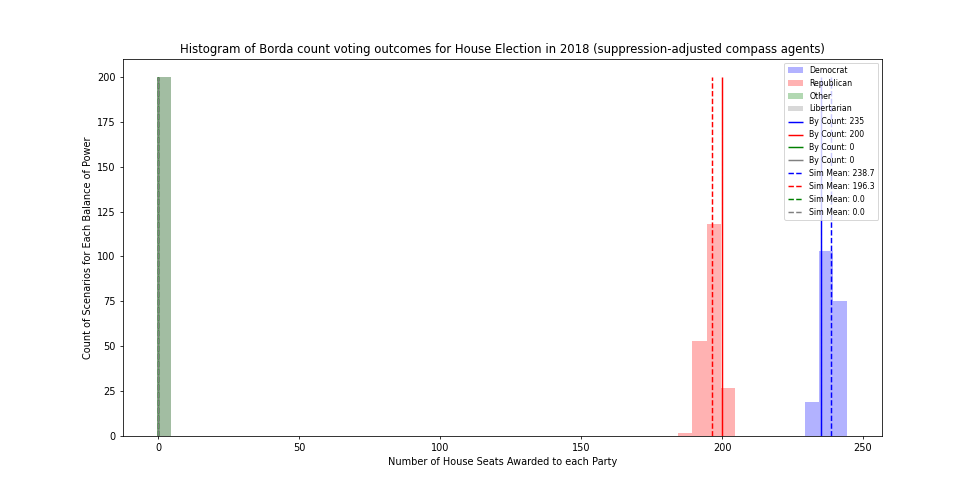 Histogram of Borda count voting outcomes for House Election in 2018 (suppression-adjusted compass agents)
Count of Scenarios for Each Balance of Power
200
175
150
125
100
75
50
25
0
Democrat
Republican
Other
Libertarian
By Count: 235
By Count: 200
By Count: 0
By Count: 0
Sim Mean: 238.7
Sim Mean: 196.3
Sim Mean: 0.0
Sim Mean: 0.0
0 50 100 150 200 250
Number of House Seats Awarded to each Party